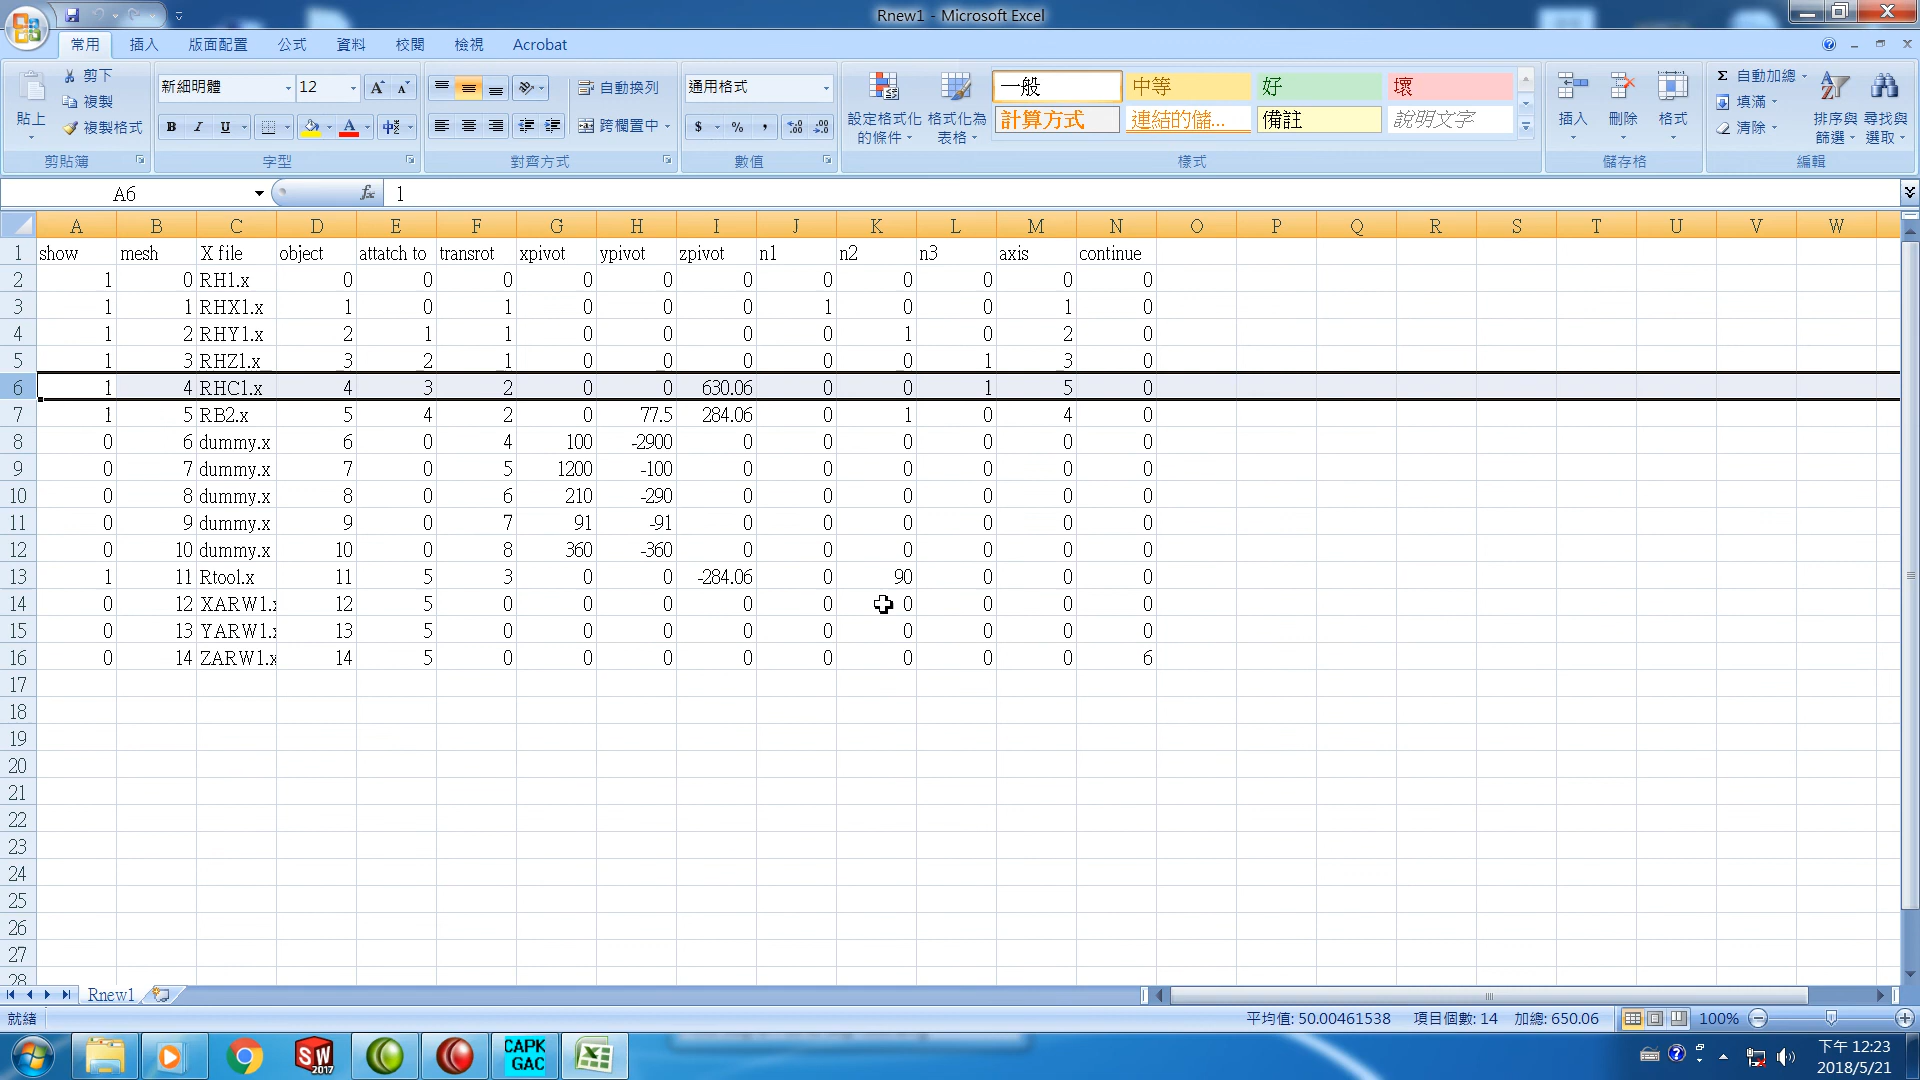 Rnew1 - Microsoft Excel
常用 插入 版面配置 公式 資料 校閱 檢視 Acrobat
剪下
複製
複製格式
貼上
剪貼簿
新細明體 12
B I U
字型
自動換列
跨欄置中
對齊方式
通用格式
$ % ,
數值
設定格式化的條件
格式化為表格
一般 中等 好 壞
計算方式 連結的儲... 備註 說明文字
樣式
插入 刪除 格式
儲存格
Σ 自動加總
填滿
清除
排序與篩選
尋找與選取
編輯
A6 fx 1
A B C D E F G H I J K L M N O P Q R S T U V W
1 show mesh X file object attatch to transrot xpivot ypivot zpivot n1 n2 n3 axis continue
2 1 0 RH1.x 0 0 0 0 0 0 0 0 0 0 0
3 1 1 RHX1.x 1 0 1 0 0 0 1 0 0 1 0
4 1 2 RHY1.x 2 1 1 0 0 0 0 1 0 2 0
5 1 3 RHZ1.x 3 2 1 0 0 0 0 0 1 3 0
6 1 4 RHC1.x 4 3 2 0 0 630.06 0 0 1 5 0
7 1 5 RB2.x 5 4 2 0 77.5 284.06 0 1 0 4 0
8 0 6 dummy.x 6 0 4 100 -2900 0 0 0 0 0 0
9 0 7 dummy.x 7 0 5 1200 -100 0 0 0 0 0 0
10 0 8 dummy.x 8 0 6 210 -290 0 0 0 0 0 0
11 0 9 dummy.x 9 0 7 91 -91 0 0 0 0 0 0
12 0 10 dummy.x 10 0 8 360 -360 0 0 0 0 0 0
13 1 11 Rtool.x 11 5 3 0 0 -284.06 0 90 0 0 0
14 0 12 XARW1.x 12 5 0 0 0 0 0 0 0 0 0
15 0 13 YARW1.x 13 5 0 0 0 0 0 0 0 0 0
16 0 14 ZARW1.x 14 5 0 0 0 0 0 0 0 0 6
17
18
19
20
21
22
23
24
25
26
27
28
Rnew1
就緒 平均值: 50.00461538 項目個數: 14 加總: 650.06 100%
SW 2017
CAPK GAC
下午 12:23
2018/5/21